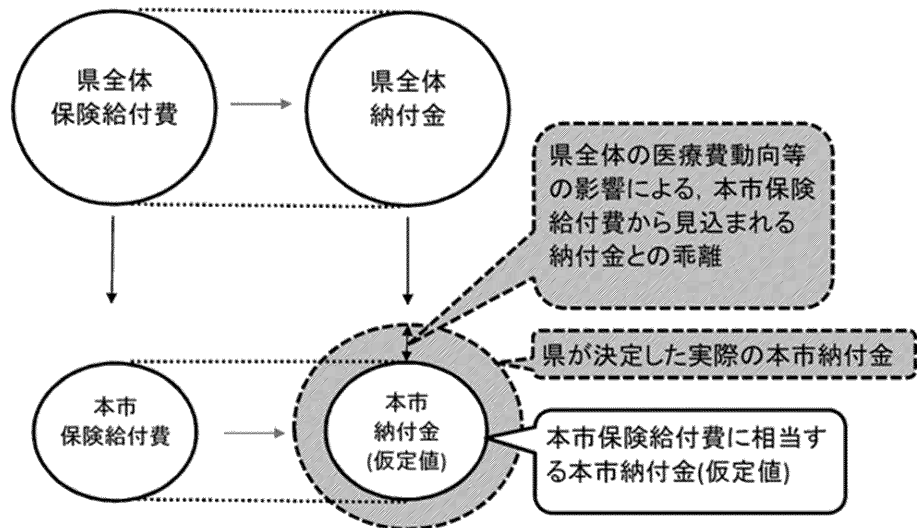 県全体
保険給付費
県全体
納付金
県全体の医療費動向等
の影響による，本市保険
給付費から見込まれる
納付金との乖離
県が決定した実際の本市納付金
本市
保険給付費
本市
納付金
(仮定値)
本市保険給付費に相当す
る本市納付金(仮定値)